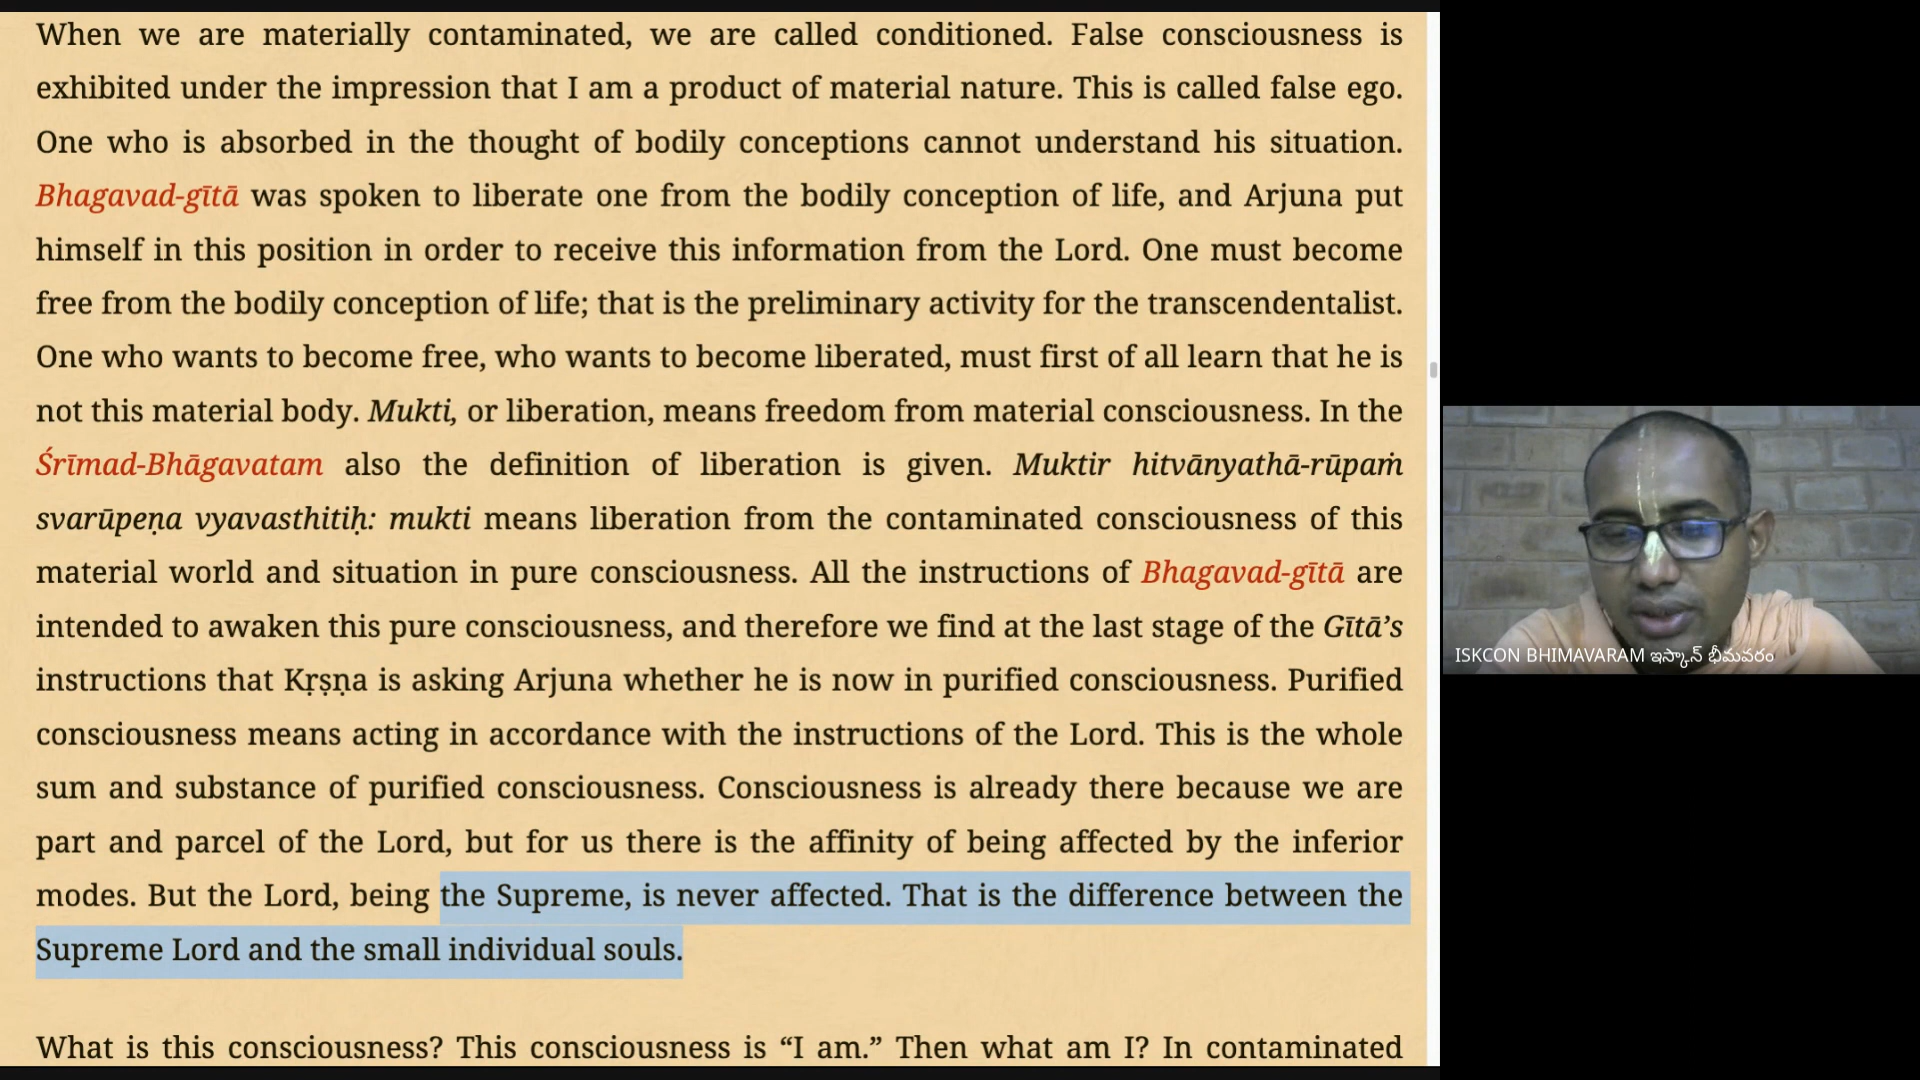 When we are materially contaminated, we are called conditioned. False consciousness is
exhibited under the impression that I am a product of material nature. This is called false ego.
One who is absorbed in the thought of bodily conceptions cannot understand his situation.
Bhagavad-gītā was spoken to liberate one from the bodily conception of life, and Arjuna put
himself in this position in order to receive this information from the Lord. One must become
free from the bodily conception of life; that is the preliminary activity for the transcendentalist.
One who wants to become free, who wants to become liberated, must first of all learn that he is
not this material body. Mukti, or liberation, means freedom from material consciousness. In the
Śrīmad-Bhāgavatam also the definition of liberation is given. Muktir hitvānyathā-rūpaṁ
svarūpeṇa vyavasthitiḥ: mukti means liberation from the contaminated consciousness of this
material world and situation in pure consciousness. All the instructions of Bhagavad-gītā are
intended to awaken this pure consciousness, and therefore we find at the last stage of the Gītā’s
instructions that Kṛṣṇa is asking Arjuna whether he is now in purified consciousness. Purified
consciousness means acting in accordance with the instructions of the Lord. This is the whole
sum and substance of purified consciousness. Consciousness is already there because we are
part and parcel of the Lord, but for us there is the affinity of being affected by the inferior
modes. But the Lord, being the Supreme, is never affected. That is the difference between the
Supreme Lord and the small individual souls.
What is this consciousness? This consciousness is “I am.” Then what am I? In contaminated
ISKCON BHIMAVARAM ఇస్కాన్ భీమవరం